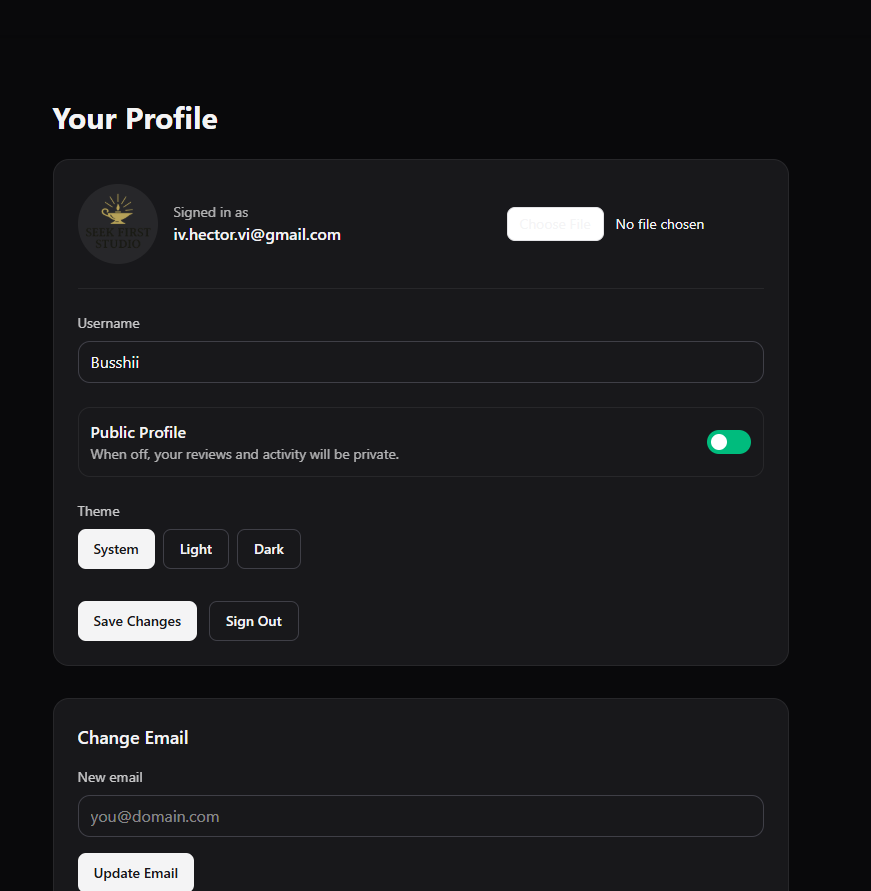 Your Profile
SEEK FIRST
STUDIO
Signed in as
iv.hector.vi@gmail.com
Choose File
No file chosen
Username
Busshii
Public Profile
When off, your reviews and activity will be private.
Theme
System
Light
Dark
Save Changes
Sign Out
Change Email
New email
you@domain.com
Update Email